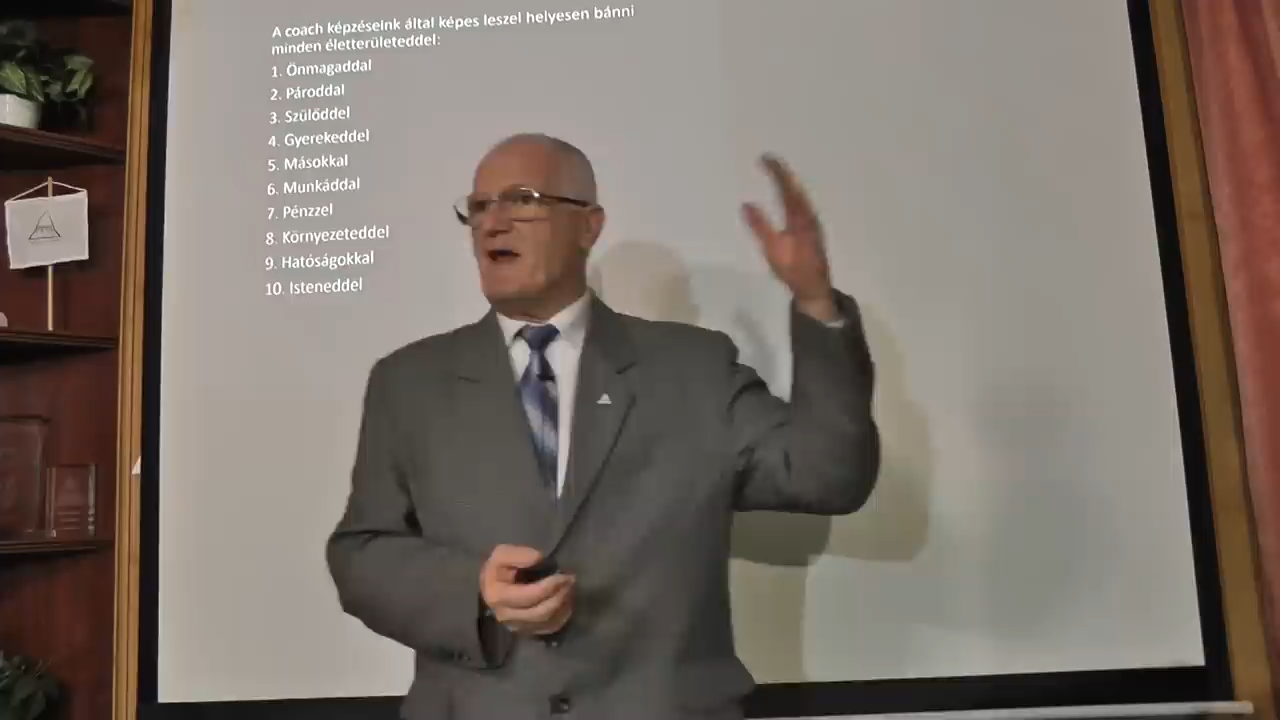 A coach képzéseink által képes leszel helyesen bánni
minden életterületeddel:
1. Önmagaddal
2. Pároddal
3. Szülőddel
4. Gyerekeddel
5. Másokkal
6. Munkáddal
7. Pénzzel
8. Környezeteddel
9. Hatóságokkal
10. Isteneddel